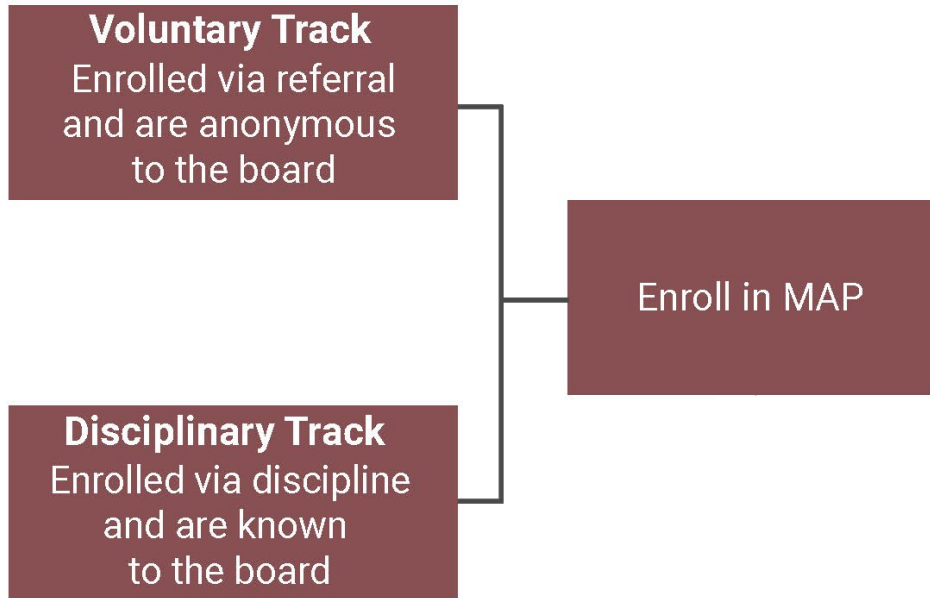 Voluntary Track
Enrolled via referral
and are anonymous
to the board
Enroll in MAP
Disciplinary Track
Enrolled via discipline
and are known
to the board